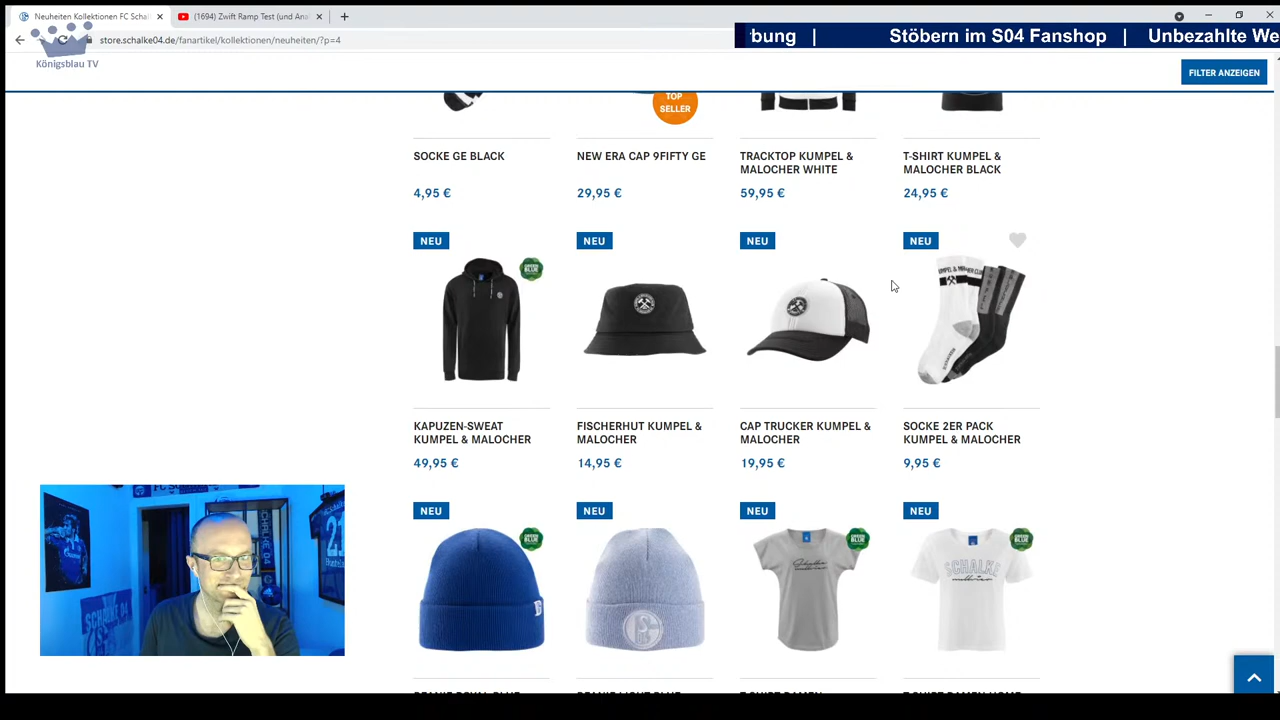 Neuheiten Kollektionen FC Schal
(1694) Zwift Ramp Test (und Ana
store.schalke04.de/fanartikel/kollektionen/neuheiten/?p=4
Königsblau TV
rbung | Stöbern im S04 Fanshop | Unbezahlte We
FILTER ANZEIGEN
TOP
SELLER
SOCKE GE BLACK
4,95 €
NEW ERA CAP 9FIFTY GE
29,95 €
TRACKTOP KUMPEL &
MALOCHER WHITE
59,95 €
T-SHIRT KUMPEL &
MALOCHER BLACK
24,95 €
NEU
NEU
NEU
NEU
KAPUZEN-SWEAT
KUMPEL & MALOCHER
49,95 €
FISCHERHUT KUMPEL &
MALOCHER
14,95 €
CAP TRUCKER KUMPEL &
MALOCHER
19,95 €
SOCKE 2ER PACK
KUMPEL & MALOCHER
9,95 €
NEU
NEU
NEU
NEU
SCHALKE
SCHALKE 04